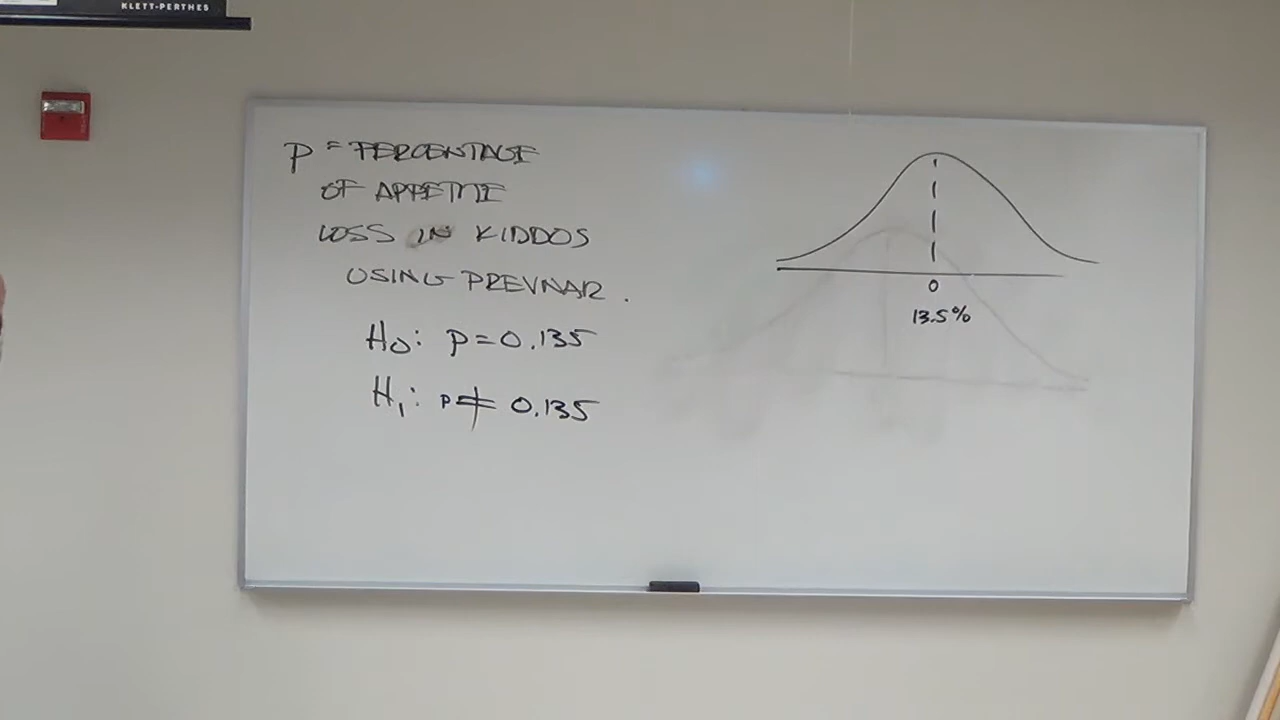 KLETT-PERTHES
p = PERCENTAGE
OF APPETITE
LOSS IN KIDDOS
USING PREVNAR.
H₀: p=0.135
H₁: p≠0.135
0
13.5%